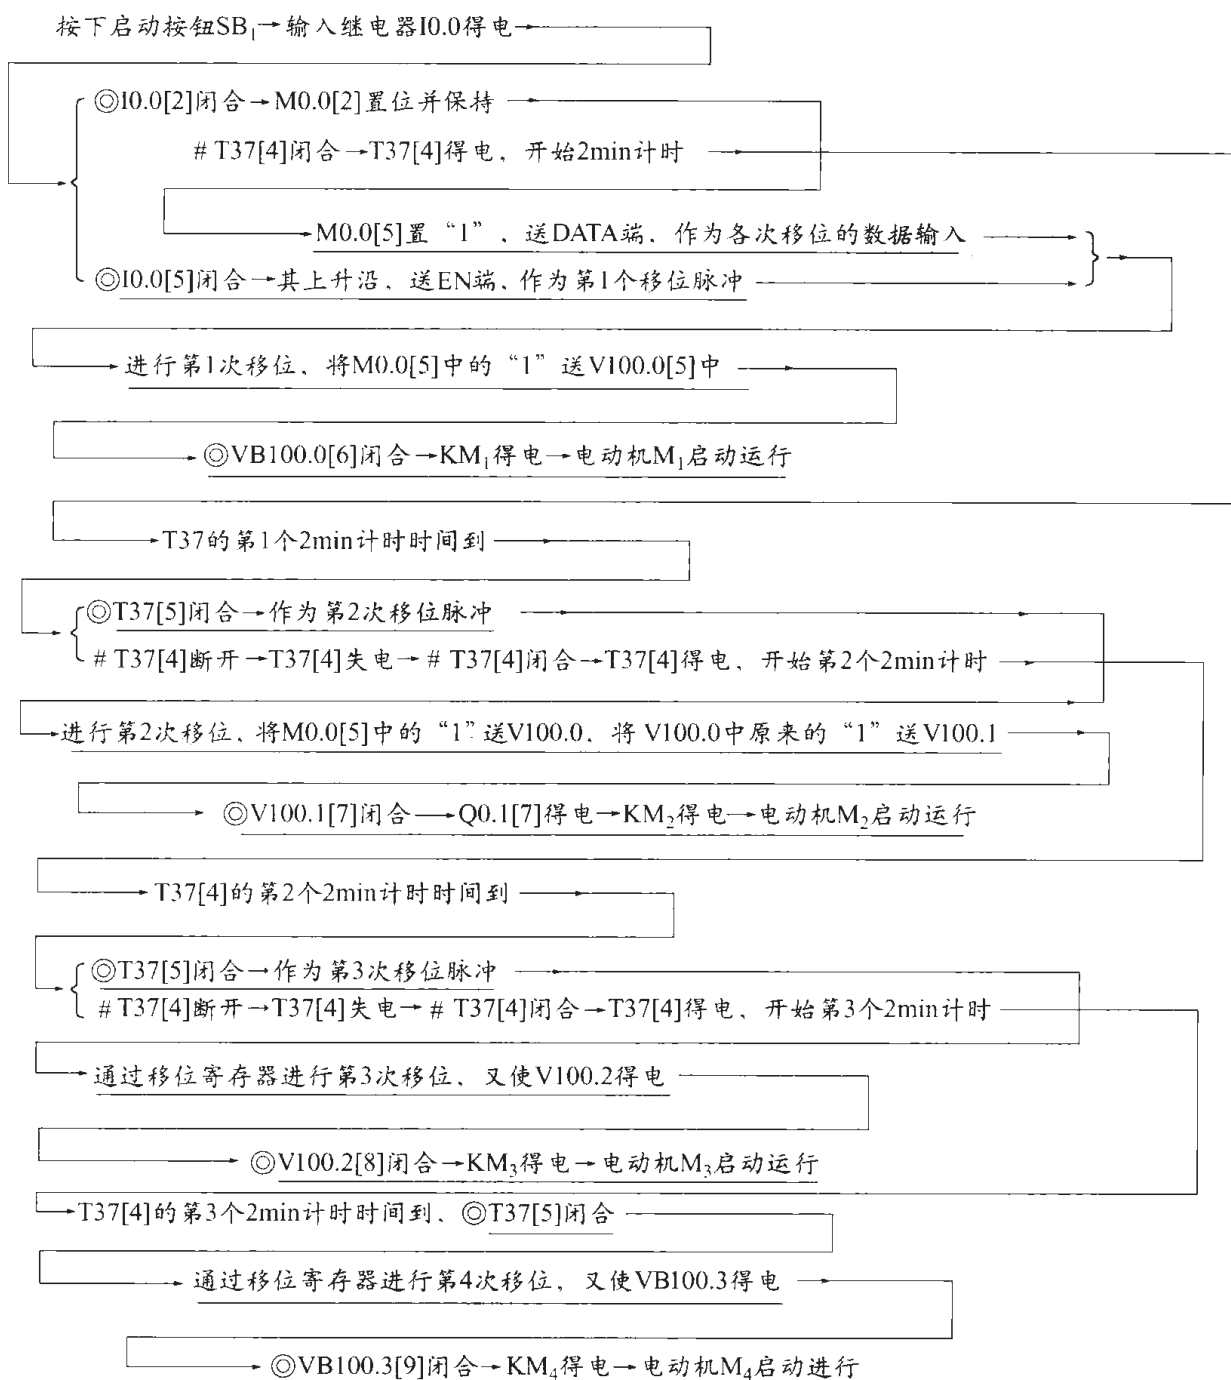 按下启动按钮SB₁→输入继电器I0.0得电→
◎I0.0[2]闭合→M0.0[2]置位并保持→
# T37[4]闭合→T37[4]得电、开始2min计时→
M0.0[5]置“1”、送DATA端、作为各次移位的数据输入→
◎I0.0[5]闭合→其上升沿、送EN端、作为第1个移位脉冲→
→进行第1次移位、将M0.0[5]中的“1”送V100.0[5]中→
→◎VB100.0[6]闭合→KM₁得电→电动机M₁启动运行
→T37的第1个2min计时时间到→
◎T37[5]闭合→作为第2次移位脉冲→
# T37[4]断开→T37[4]失电→# T37[4]闭合→T37[4]得电、开始第2个2min计时→
→进行第2次移位、将M0.0[5]中的“1”送V100.0、将V100.0中原来的“1”送V100.1→
→◎V100.1[7]闭合→Q0.1[7]得电→KM₂得电→电动机M₂启动运行
→T37[4]的第2个2min计时时间到→
◎T37[5]闭合→作为第3次移位脉冲→
# T37[4]断开→T37[4]失电→# T37[4]闭合→T37[4]得电、开始第3个2min计时→
→通过移位寄存器进行第3次移位、又使V100.2得电→
→◎V100.2[8]闭合→KM₃得电→电动机M₃启动运行
→T37[4]的第3个2min计时时间到、◎T37[5]闭合→
→通过移位寄存器进行第4次移位、又使VB100.3得电→
→◎VB100.3[9]闭合→KM₄得电→电动机M₄启动进行